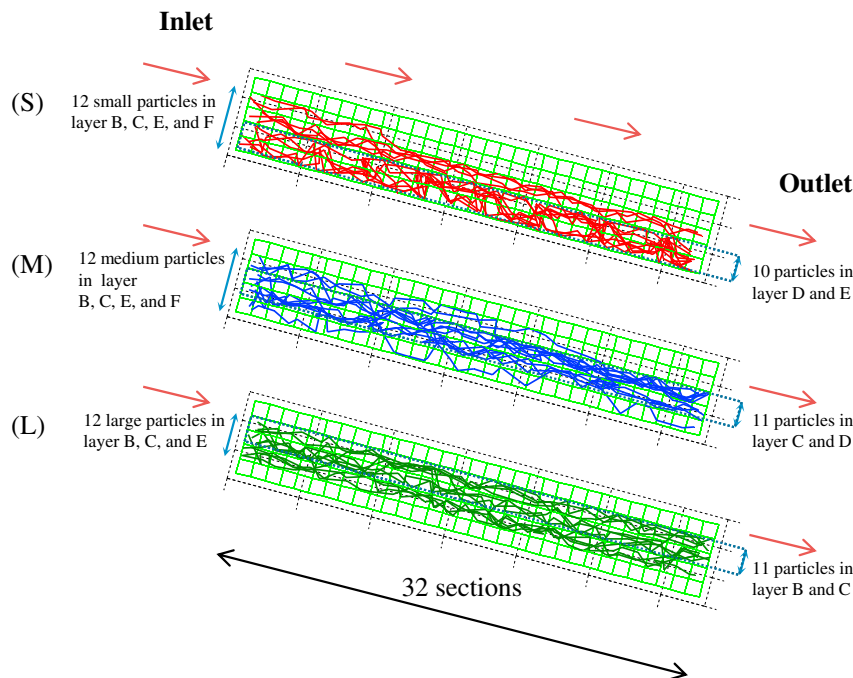 Inlet
(S)
12 small particles in
layer B, C, E, and F
Outlet
10 particles in
layer D and E
(M)
12 medium particles
in layer
B, C, E, and F
11 particles in
layer C and D
(L)
12 large particles in
layer B, C, and E
11 particles in
layer B and C
32 sections